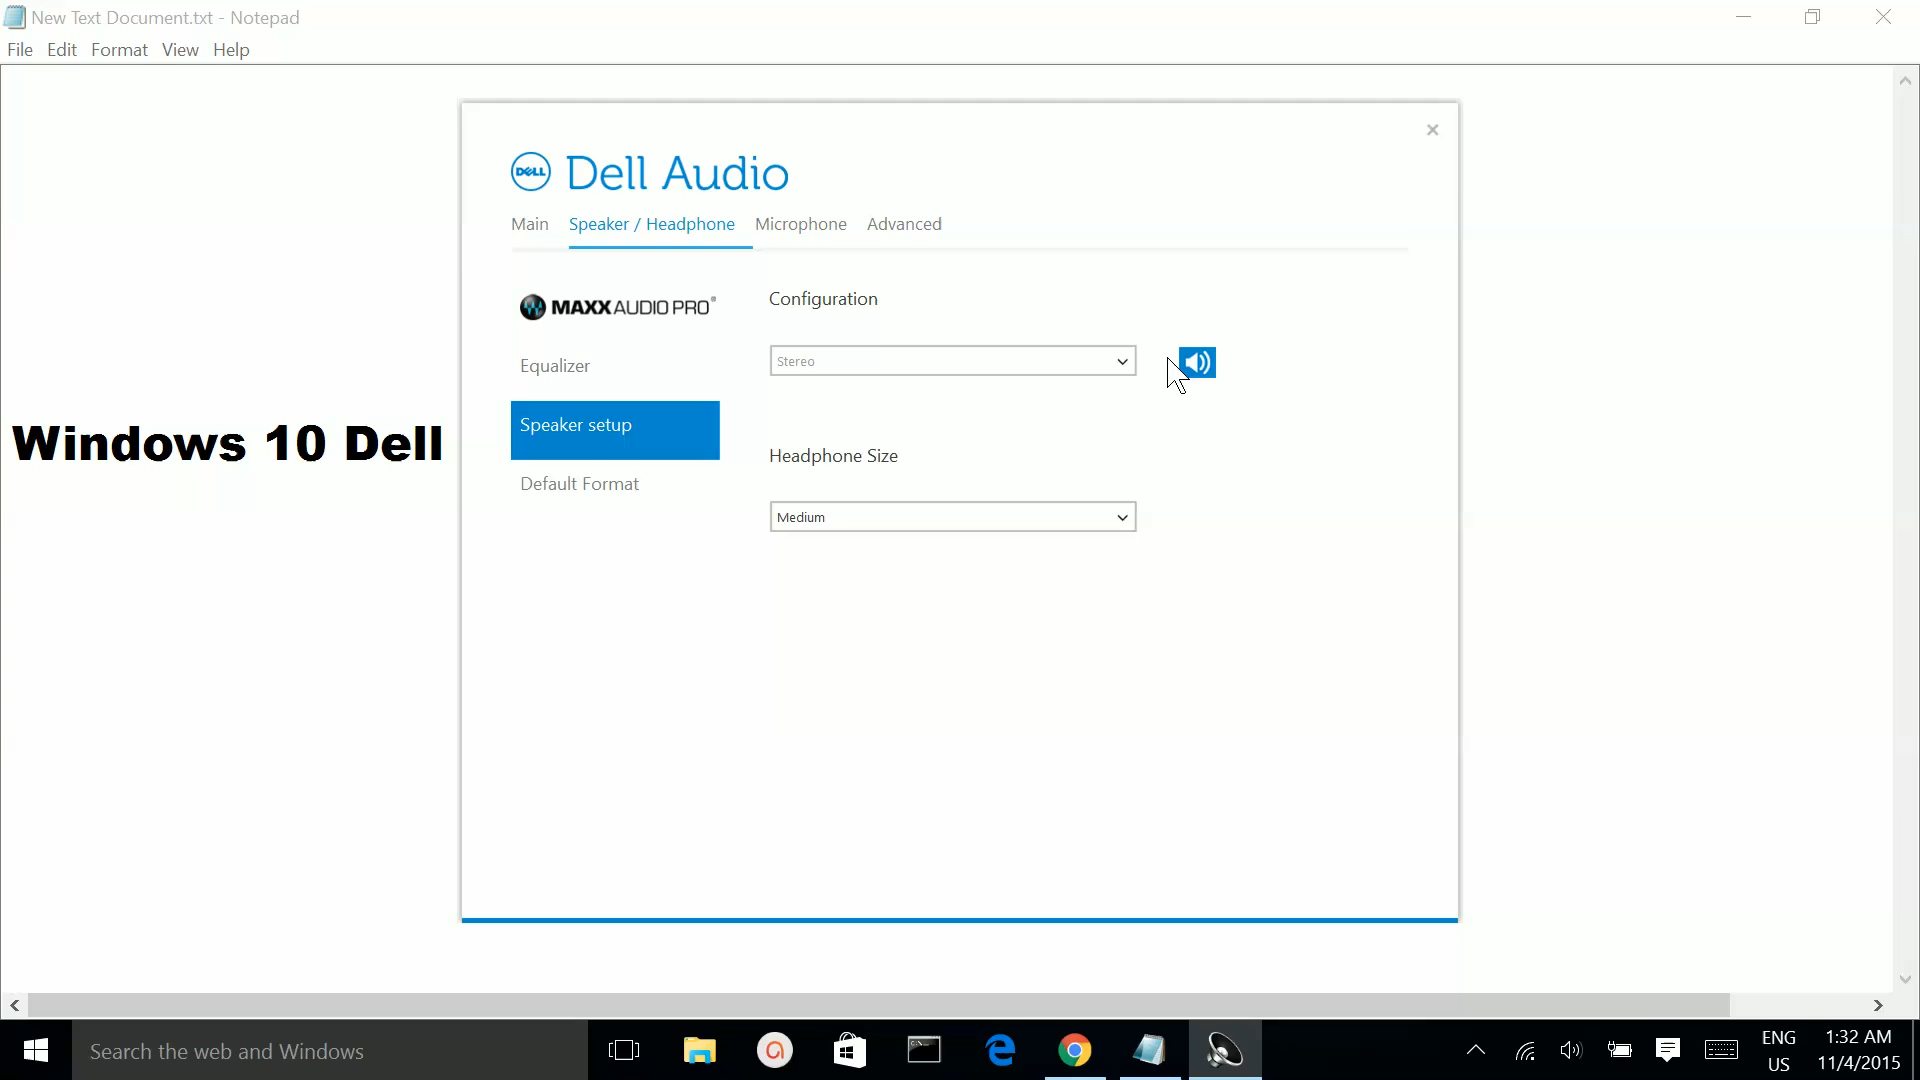 New Text Document.txt - Notepad
File Edit Format View Help
DELL Dell Audio
Main Speaker / Headphone Microphone Advanced
MAXXAUDIO PRO®
Configuration
Equalizer
Stereo
Speaker setup
Windows 10 Dell
Headphone Size
Default Format
Medium
Search the web and Windows
ENG
US
1:32 AM
11/4/2015